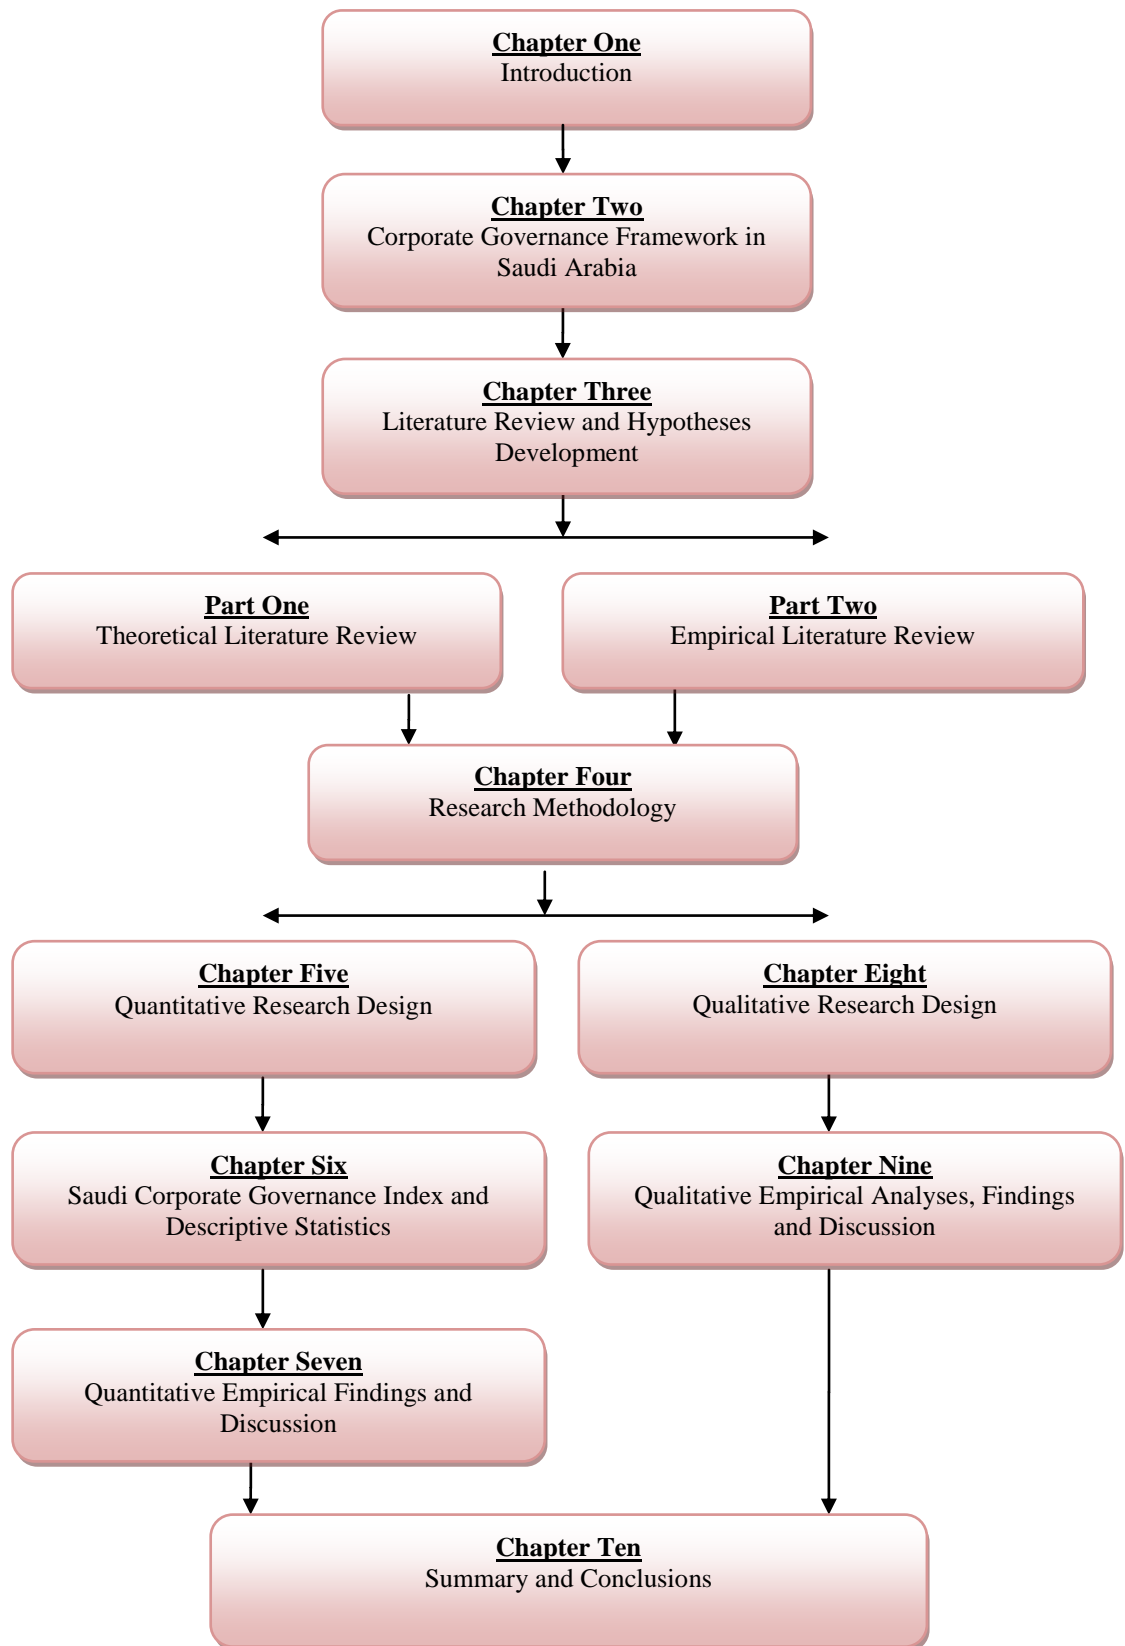 Chapter One
Introduction
Chapter Two
Corporate Governance Framework in
Saudi Arabia
Chapter Three
Literature Review and Hypotheses
Development
Part One
Theoretical Literature Review
Part Two
Empirical Literature Review
Chapter Four
Research Methodology
Chapter Five
Quantitative Research Design
Chapter Eight
Qualitative Research Design
Chapter Six
Saudi Corporate Governance Index and
Descriptive Statistics
Chapter Nine
Qualitative Empirical Analyses, Findings
and Discussion
Chapter Seven
Quantitative Empirical Findings and
Discussion
Chapter Ten
Summary and Conclusions